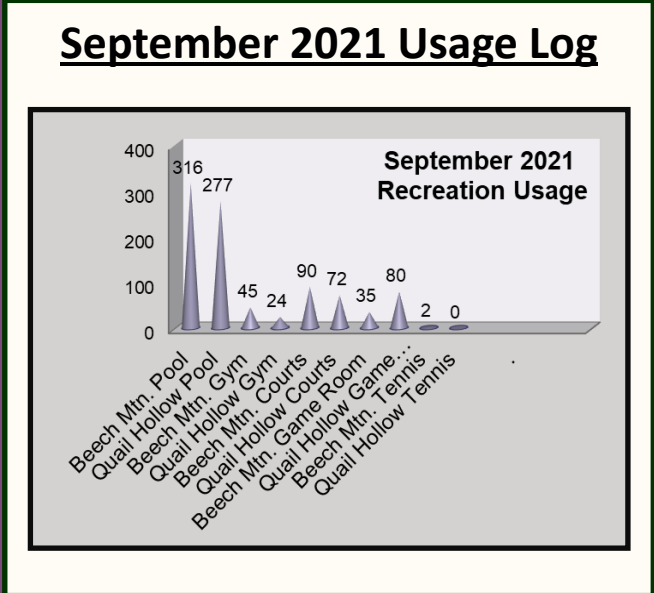 September 2021 Usage Log
September 2021
Recreation Usage
400
300
200
100
0
316
277
45
24
90
72
35
80
2
0
Beech Mtn. Pool
Quail Hollow Pool
Beech Mtn. Gym
Quail Hollow Gym
Beech Mtn. Courts
Quail Hollow Courts
Beech Mtn. Game Room
Quail Hollow Game...
Beech Mtn. Tennis
Quail Hollow Tennis
.